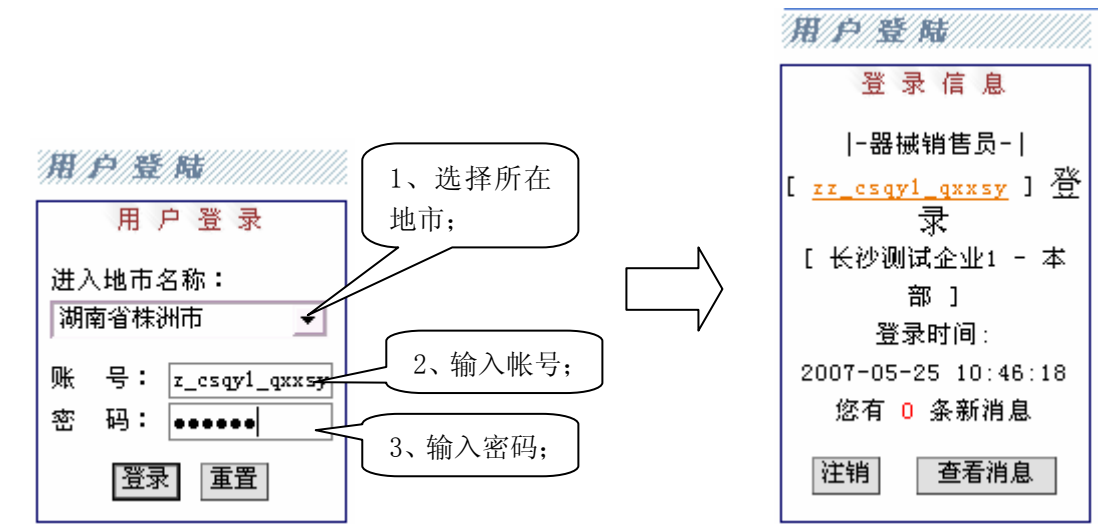 用户登陆
用 户 登 录
进入地市名称：
湖南省株洲市
账 号： z_csqy1_qxxsy
密 码： ●●●●●●
登录 重置
1、选择所在
地市；
2、输入帐号；
3、输入密码；
用户登陆
登 录 信 息
|-器械销售员-|
[ zz_csqy1_qxxsy ] 登
录
[ 长沙测试企业1 - 本
部 ]
登录时间:
2007-05-25 10:46:18
您有 0 条新消息
注销 查看消息